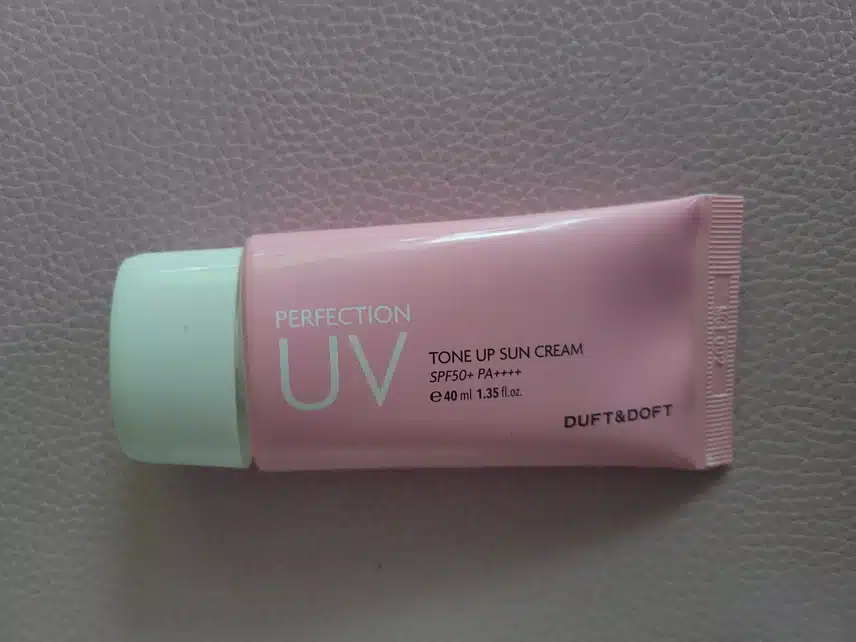 PERFECTION
UV
TONE UP SUN CREAM
SPF50+ PA++++
℮40 ml 1.35 fl.oz.
DUFT&DOFT